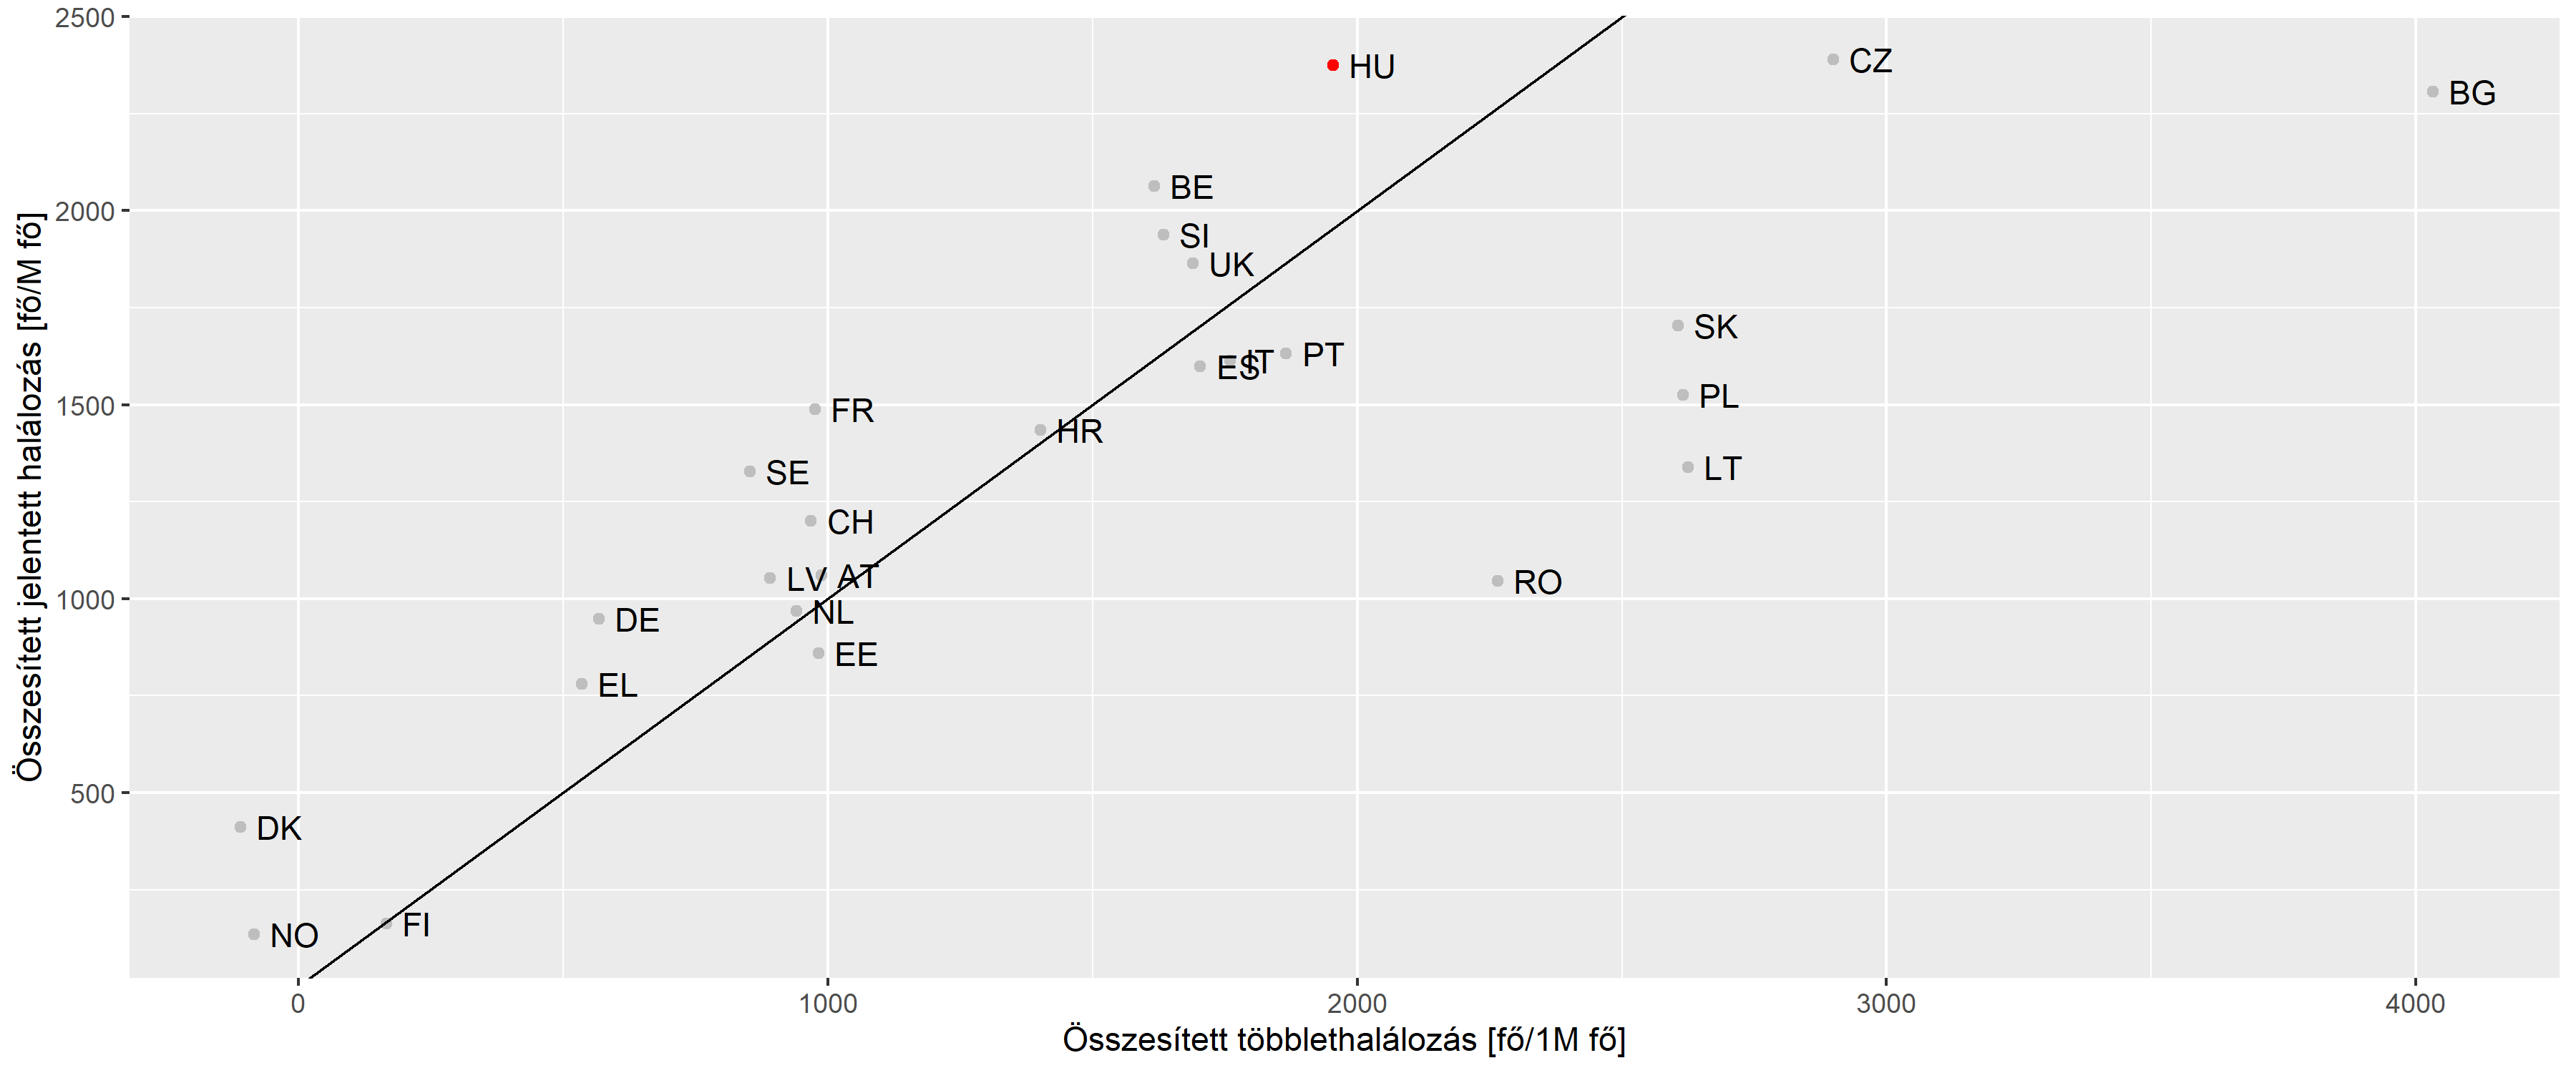 2500
2000
1500
1000
500
Összesített jelentett halálozás [fő/M fő]
HU
CZ
BG
BE
SI
UK
SK
ES
IT
PT
PL
FR
HR
LT
SE
CH
LV
AT
RO
NL
DE
EE
EL
DK
NO
FI
0 1000 2000 3000 4000
Összesített többlethalálozás [fő/1M fő]